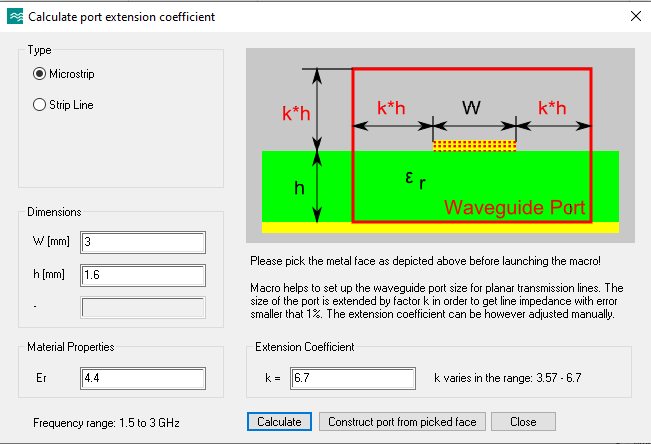 Calculate port extension coefficient
Type
Microstrip
Strip Line
k*h
k*h
W
k*h
h
εr
Waveguide Port
Dimensions
W [mm] 3
h [mm] 1.6
-
Please pick the metal face as depicted above before launching the macro!
Macro helps to set up the waveguide port size for planar transmission lines. The
size of the port is extended by factor k in order to get line impedance with error
smaller that 1%. The extension coefficient can be however adjusted manually.
Material Properties
Er 4.4
Extension Coefficient
k = 6.7 k varies in the range: 3.57 - 6.7
Frequency range: 1.5 to 3 GHz
Calculate Construct port from picked face Close